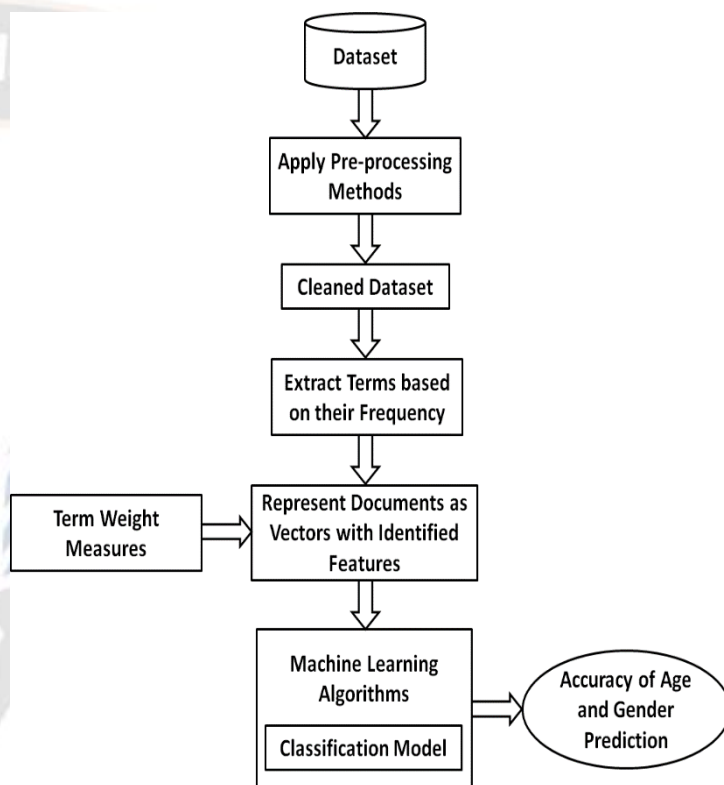 Dataset
Apply Pre-processing
Methods
Cleaned Dataset
Extract Terms based
on their Frequency
Term Weight
Measures
Represent Documents as
Vectors with Identified
Features
Machine Learning
Algorithms
Classification Model
Accuracy of Age
and Gender
Prediction